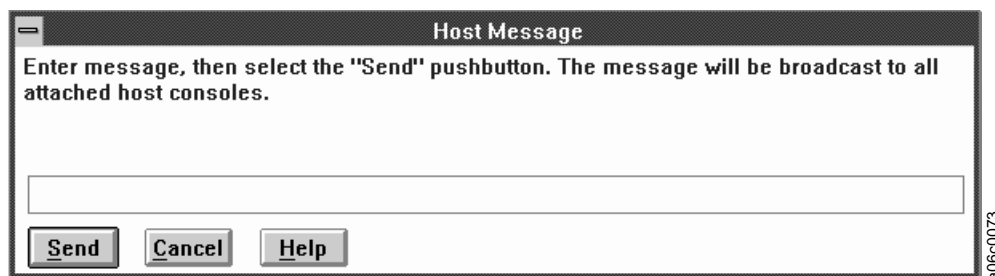 Host Message
Enter message, then select the "Send" pushbutton. The message will be broadcast to all
attached host consoles.
Send Cancel Help
a06c0073